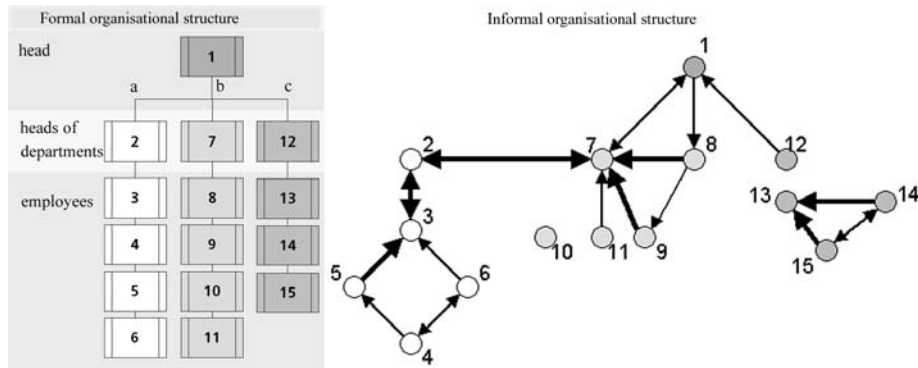 Formal organisational structure
head
1
a b c
heads of
departments
2 7 12
employees
3 8 13
4 9 14
5 10 15
6 11
Informal organisational structure
1
2 7 8 12
13 14
3
10 11 9 15
5 6
4